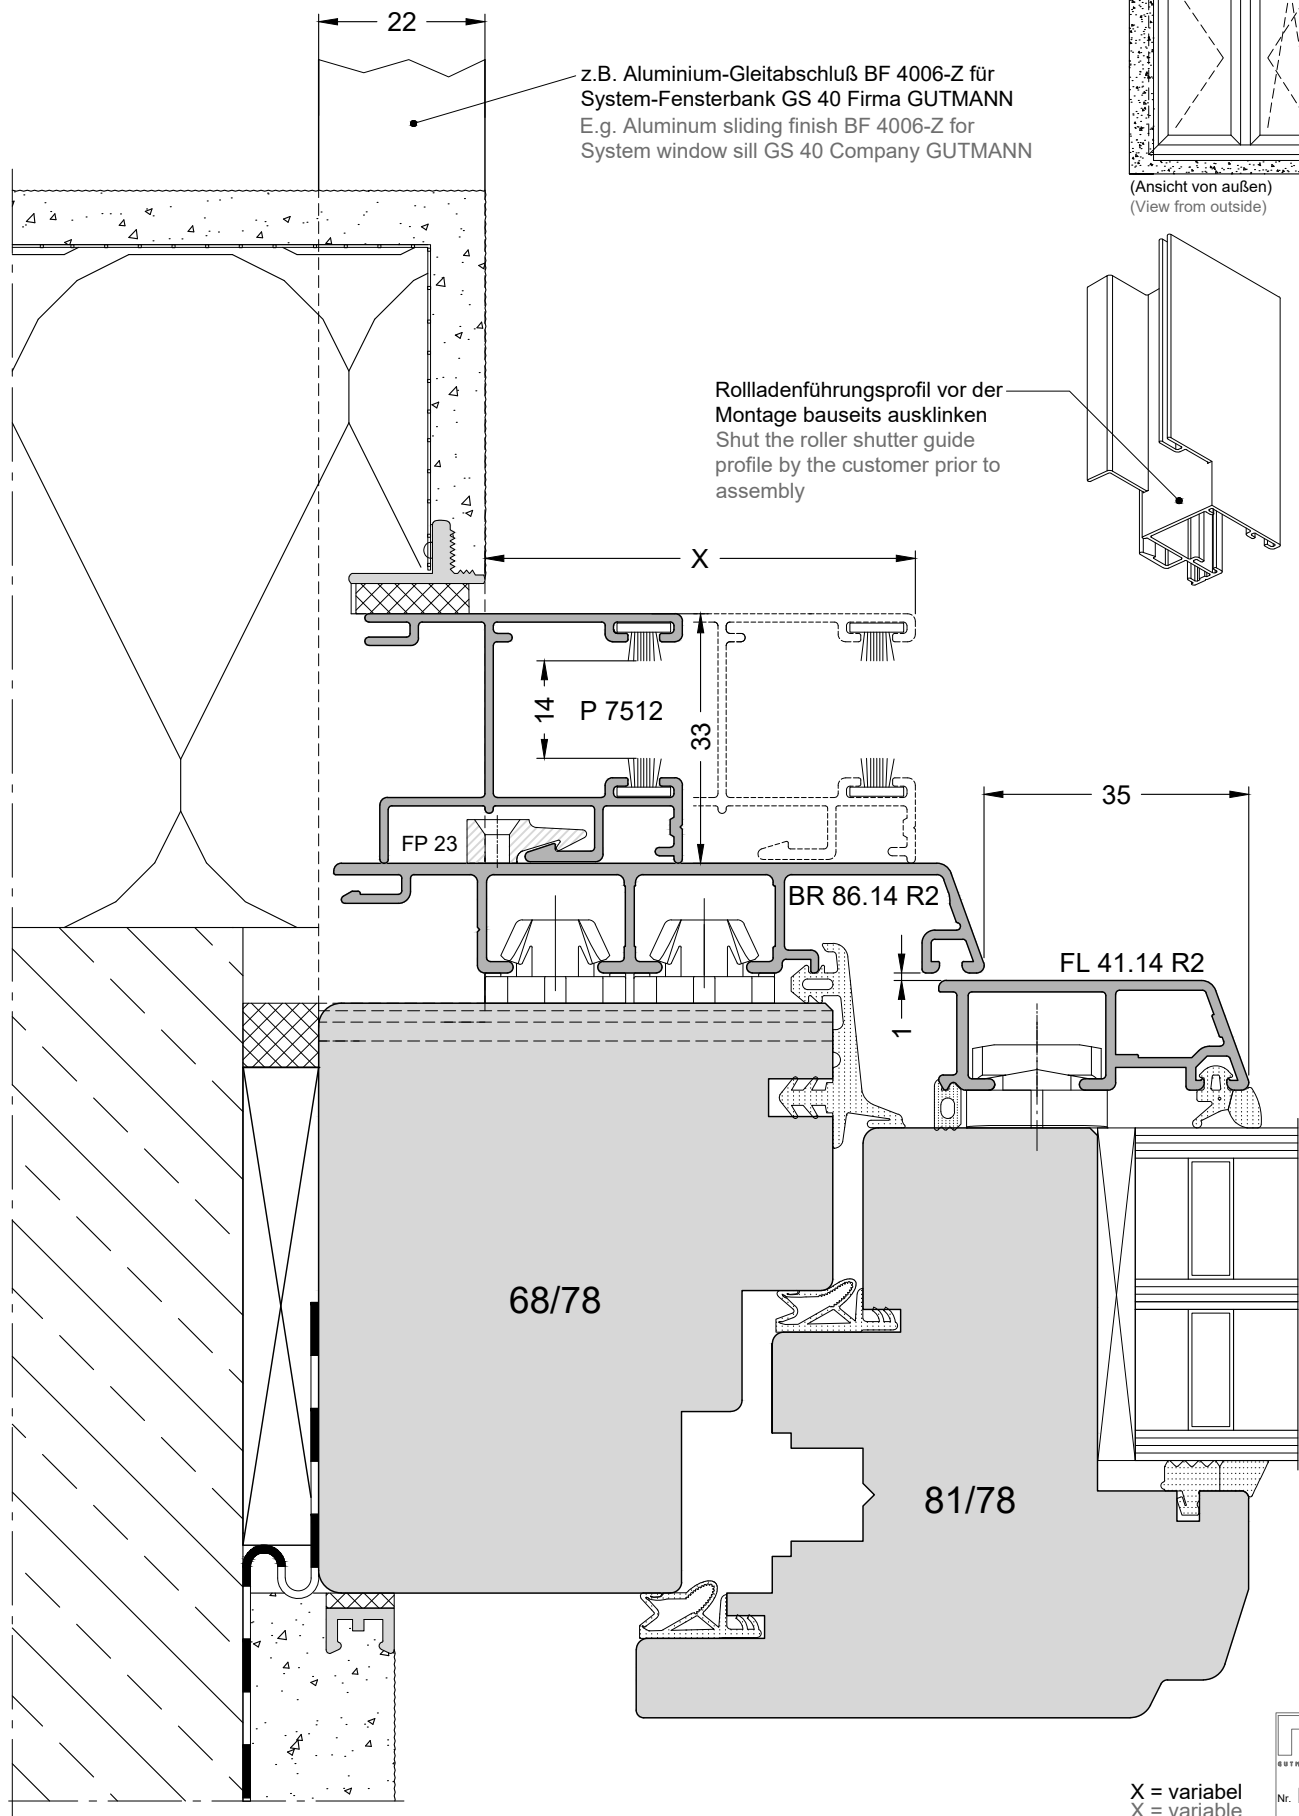 22
z.B. Aluminium-Gleitabschluß BF 4006-Z für
System-Fensterbank GS 40 Firma GUTMANN
E.g. Aluminum sliding finish BF 4006-Z for
System window sill GS 40 Company GUTMANN
(Ansicht von außen)
(View from outside)
Rollladenführungsprofil vor der
Montage bauseits ausklinken
Shut the roller shutter guide
profile by the customer prior to
assembly
X
14
P 7512
33
35
FP 23
BR 86.14 R2
FL 41.14 R2
1
68/78
81/78
X = variabel
X = variable
Nr.